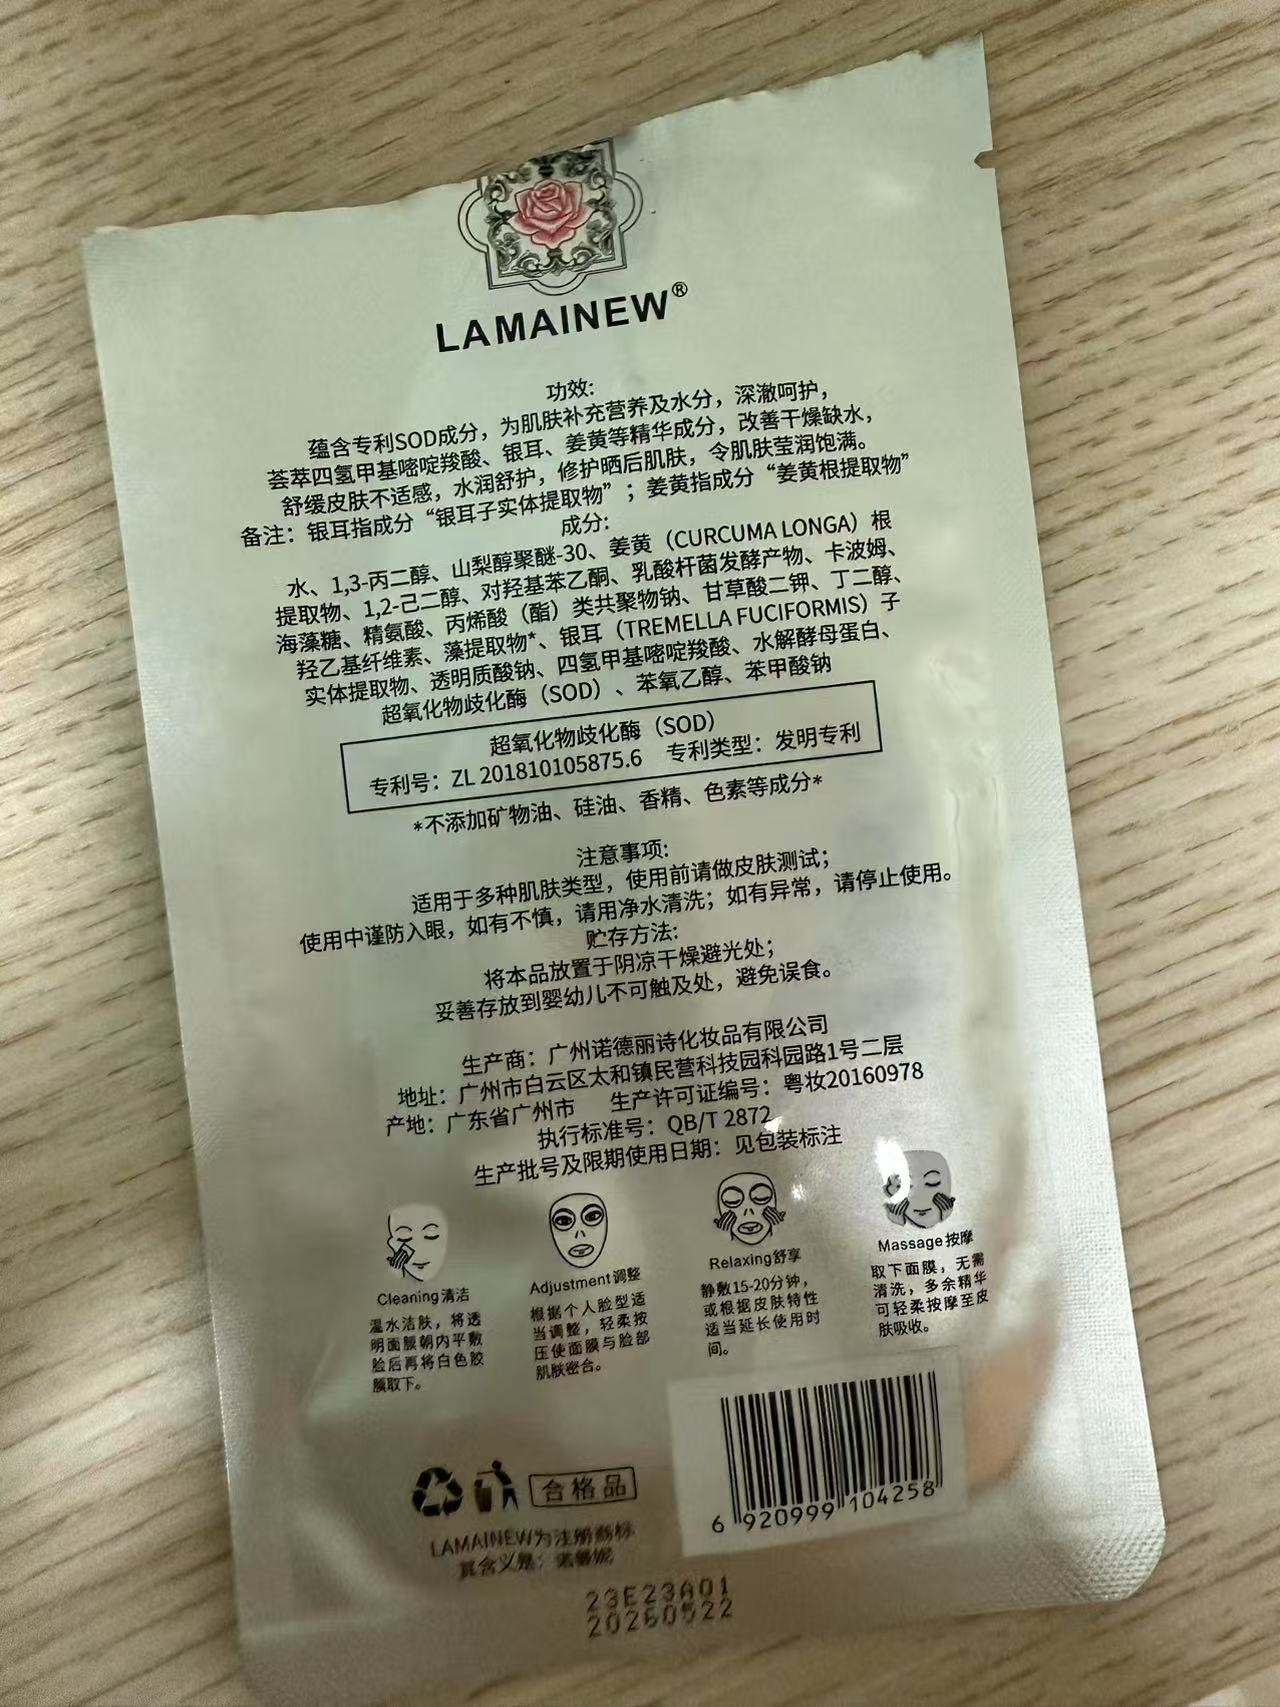 LAMAINEW®
功效:
蕴含专利SOD成分，为肌肤补充营养及水分，深澈呵护，
荟萃四氢甲基嘧啶羧酸、银耳、姜黄等精华成分，改善干燥缺水，
舒缓皮肤不适感，水润舒护，修护晒后肌肤，令肌肤莹润饱满。
备注：银耳指成分“银耳子实体提取物”；姜黄指成分“姜黄根提取物”
成分:
水、1,3-丙二醇、山梨醇聚醚-30、姜黄（CURCUMA LONGA）根
提取物、1,2-己二醇、对羟基苯乙酮、乳酸杆菌发酵产物、卡波姆、
海藻糖、精氨酸、丙烯酸（酯）类共聚物钠、甘草酸二钾、丁二醇、
羟乙基纤维素、藻提取物*、银耳（TREMELLA FUCIFORMIS）子
实体提取物、透明质酸钠、四氢甲基嘧啶羧酸、水解酵母蛋白、
超氧化物歧化酶（SOD）、苯氧乙醇、苯甲酸钠
超氧化物歧化酶（SOD）
专利号：ZL 201810105875.6 专利类型：发明专利
*不添加矿物油、硅油、香精、色素等成分*
注意事项:
适用于多种肌肤类型，使用前请做皮肤测试；
使用中谨防入眼，如有不慎，请用净水清洗；如有异常，请停止使用。
贮存方法:
将本品放置于阴凉干燥避光处；
妥善存放到婴幼儿不可触及处，避免误食。
生产商：广州诺德丽诗化妆品有限公司
地址：广州市白云区太和镇民营科技园科园路1号二层
产地：广东省广州市 生产许可证编号：粤妆20160978
执行标准号：QB/T 2872
生产批号及限期使用日期：见包装标注
Cleaning清洁
温水洁肤，将透
明面膜朝内平敷
脸后再将白色胶
膜取下。
Adjustment调整
根据个人脸型适
当调整，轻柔按
压使面膜与脸部
肌肤密合。
Relaxing舒享
静敷15-20分钟，
或根据皮肤特性
适当延长使用时
间。
Massage按摩
取下面膜，无需
清洗，多余精华
可轻柔按摩至皮
肤吸收。
合格品
LAMAINEW为注册商标
其含义是：诺曼妮
6 920999 104258
23E23A01
20260522